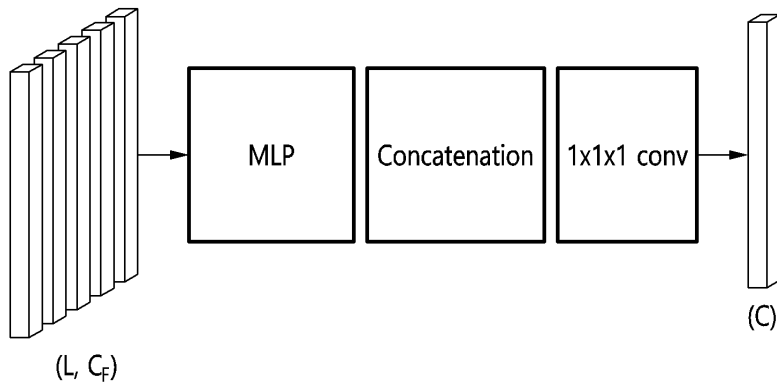 MLP
Concatenation
1x1x1 conv
(C)
(L, C_F)